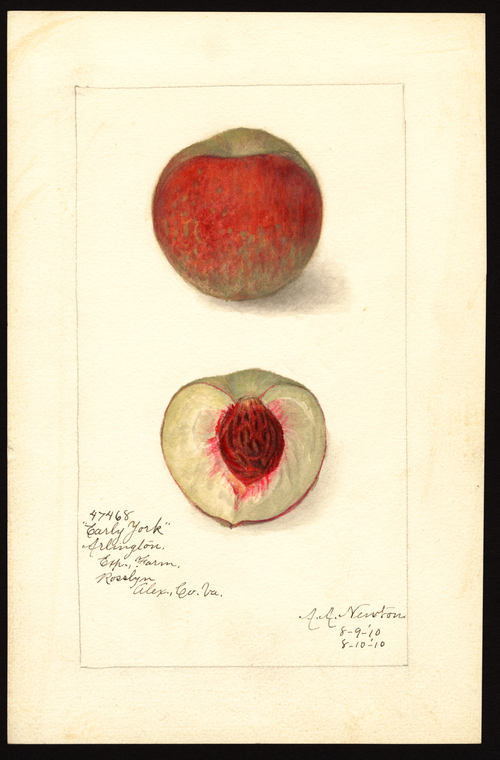 47468
"Early York"
Arlington.
Exp., Farm.
Rosslyn
Alex., Co. Va.
A.A. Newton
8-9-'10
8-10-'10